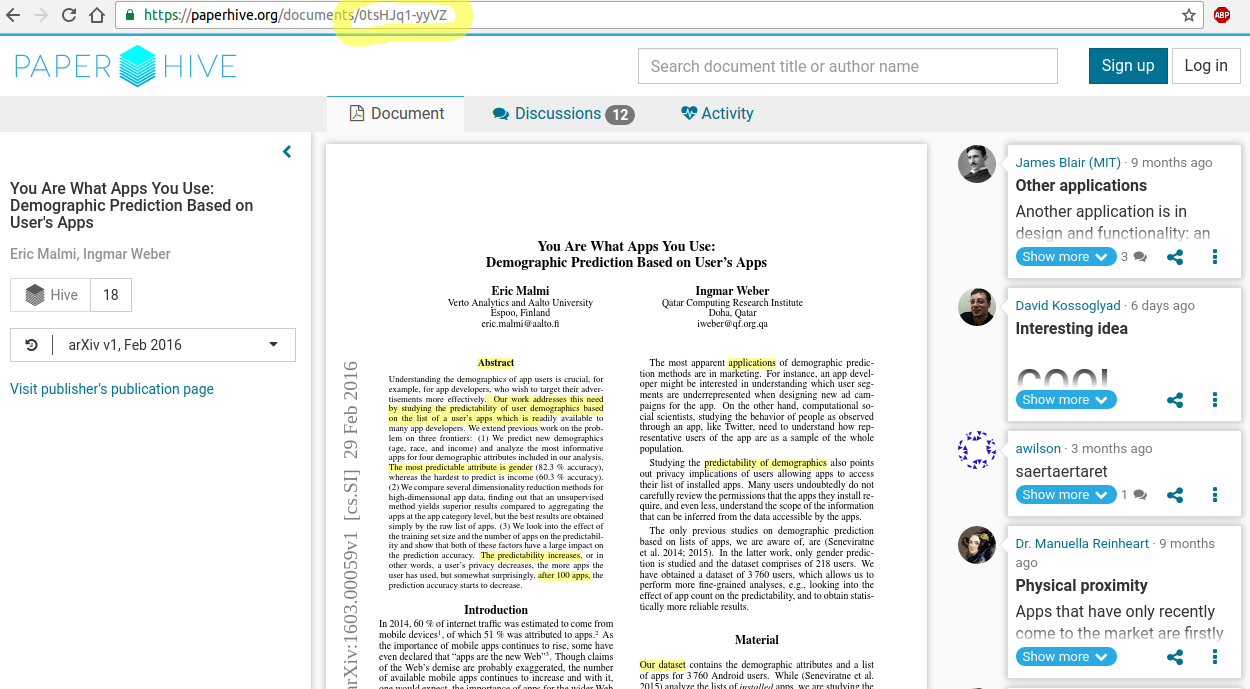 https://paperhive.org/documents/0tsHJq1-yyVZ
ABP
PAPER HIVE
Search document title or author name
Sign up
Log in
Document
Discussions 12
Activity
You Are What Apps You Use:
Demographic Prediction Based on
User's Apps
Eric Malmi, Ingmar Weber
Hive 18
arXiv v1, Feb 2016
Visit publisher's publication page
arXiv:1603.00059v1 [cs.SI] 29 Feb 2016
You Are What Apps You Use:
Demographic Prediction Based on User's Apps
Eric Malmi
Verto Analytics and Aalto University
Espoo, Finland
eric.malmi@aalto.fi
Ingmar Weber
Qatar Computing Research Institute
Doha, Qatar
iweber@qf.org.qa
Abstract
Understanding the demographics of app users is crucial, for
example, for app developers, who wish to target their adver-
tisements more effectively. Our work addresses this need
by studying the predictability of user demographics based
on the list of a user's apps which is readily available to
many app developers. We extend previous work on the prob-
lem on three frontiers: (1) We predict new demographics
(age, race, and income) and analyze the most informative
apps for four demographic attributes included in our analysis.
The most predictable attribute is gender (82.3 % accuracy),
whereas the hardest to predict is income (60.3 % accuracy).
(2) We compare several dimensionality reduction methods for
high-dimensional app data, finding out that an unsupervised
method yields superior results compared to aggregating the
apps at the app category level, but the best results are obtained
simply by the raw list of apps. (3) We look into the effect of
the training set size and the number of apps on the predictabil-
ity and show that both of these factors have a large impact on
the prediction accuracy. The predictability increases, or in
other words, a user's privacy decreases, the more apps the
user has used, but somewhat surprisingly, after 100 apps, the
prediction accuracy starts to decrease.
Introduction
In 2014, 60 % of internet traffic was estimated to come from
mobile devices¹, of which 51 % was attributed to apps.² As
the importance of mobile apps continues to rise, some have
even declared that "apps are the new Web"³. Though claims
of the Web's demise are probably exaggerated, the number
of available mobile apps continues to increase and with it,
one would expect, the importance of apps for the wider Web
The most apparent applications of demographic predic-
tion methods are in marketing. For instance, an app devel-
oper might be interested in understanding which user seg-
ments are underrepresented when designing new ad cam-
paigns for the app. On the other hand, computational so-
cial scientists, studying the behavior of people as observed
through an app, like Twitter, need to understand how rep-
resentative users of the app are as a sample of the whole
population.
Studying the predictability of demographics also points
out privacy implications of users allowing apps to access
their list of installed apps. Many users undoubtedly do not
carefully review the permissions that the apps they install re-
quire, and even less, understand the scope of the information
that can be inferred from the data accessible by the apps.
The only previous studies on demographic prediction
based on lists of apps, we are aware of, are (Seneviratne
et al. 2014; 2015). In the latter work, only gender predic-
tion is studied and the dataset comprises of 218 users. We
have obtained a dataset of 3 760 users, which allows us to
perform more fine-grained analyses, e.g., looking into the
effect of app count on the predictability, and to obtain statis-
tically more reliable results.
Material
Our dataset contains the demographic attributes and a list
of apps for 3 760 Android users. While (Seneviratne et al.
2015) analyze the lists of installed apps, we are studying the
James Blair (MIT) · 9 months ago
Other applications
Another application is in
design and functionality: an
Show more 3
David Kossoglyad · 6 days ago
Interesting idea
cool
Show more
awilson · 3 months ago
saertaertaret
Show more 1
Dr. Manuella Reinheart · 9 months
ago
Physical proximity
Apps that have only recently
come to the market are firstly
Show more